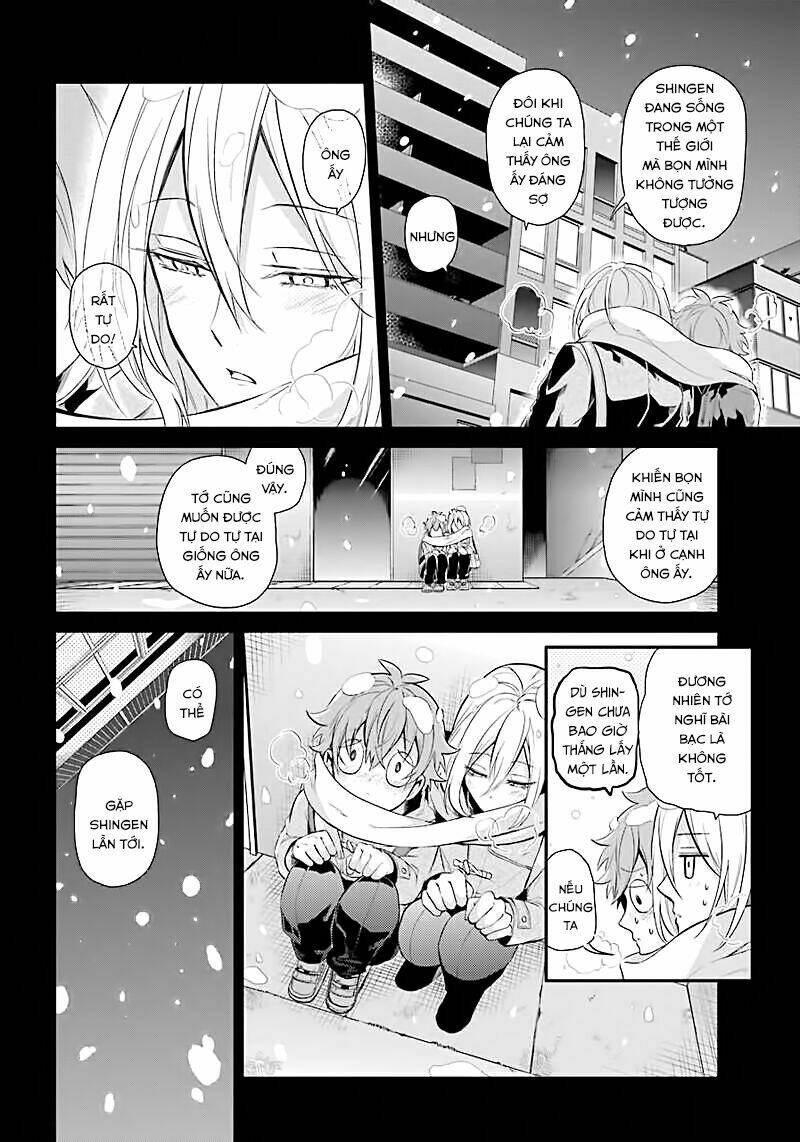 SHINGEN
ĐANG SỐNG
TRONG MỘT
THẾ GIỚI
MÀ BỌN MÌNH
KHÔNG TƯỞNG
TƯỢNG
ĐƯỢC.
ĐÔI KHI
CHÚNG TA
LẠI CẢM
THẤY ÔNG
ẤY ĐÁNG
SỢ
NHƯNG
ÔNG
ẤY
RẤT
TỰ
DO!
KHIẾN BỌN
MÌNH CŨNG
CẢM THẤY TỰ
DO TỰ TẠI
KHI Ở CẠNH
ÔNG ẤY.
ĐÚNG
VẬY.
TỚ CŨNG
MUỐN ĐƯỢC
TỰ DO TỰ TẠI
GIỐNG ÔNG
ẤY NỮA.
ĐƯƠNG
NHIÊN TỚ
NGHĨ BÀI
BẠC LÀ
KHÔNG
TỐT.
DÙ SHIN-
GEN CHƯA
BAO GIỜ
THẮNG LẤY
MỘT LẦN.
NẾU
CHÚNG
TA
CÓ
THỂ
GẶP
SHINGEN
LẦN TỚI.